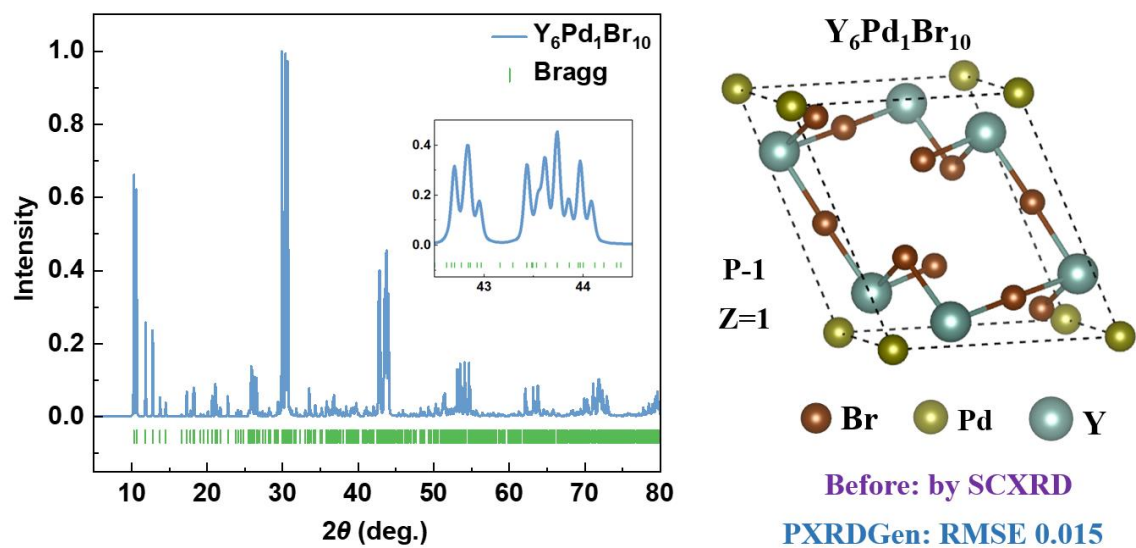 Y₆Pd₁Br₁₀
Bragg
Intensity
1.0
0.8
0.6
0.4
0.2
0.0
0.4
0.2
0.0
43
44
10
20
30
40
50
60
70
80
2θ (deg.)
Y₆Pd₁Br₁₀
P-1
Z=1
Br
Pd
Y
Before: by SCXRD
PXRDGen: RMSE 0.015